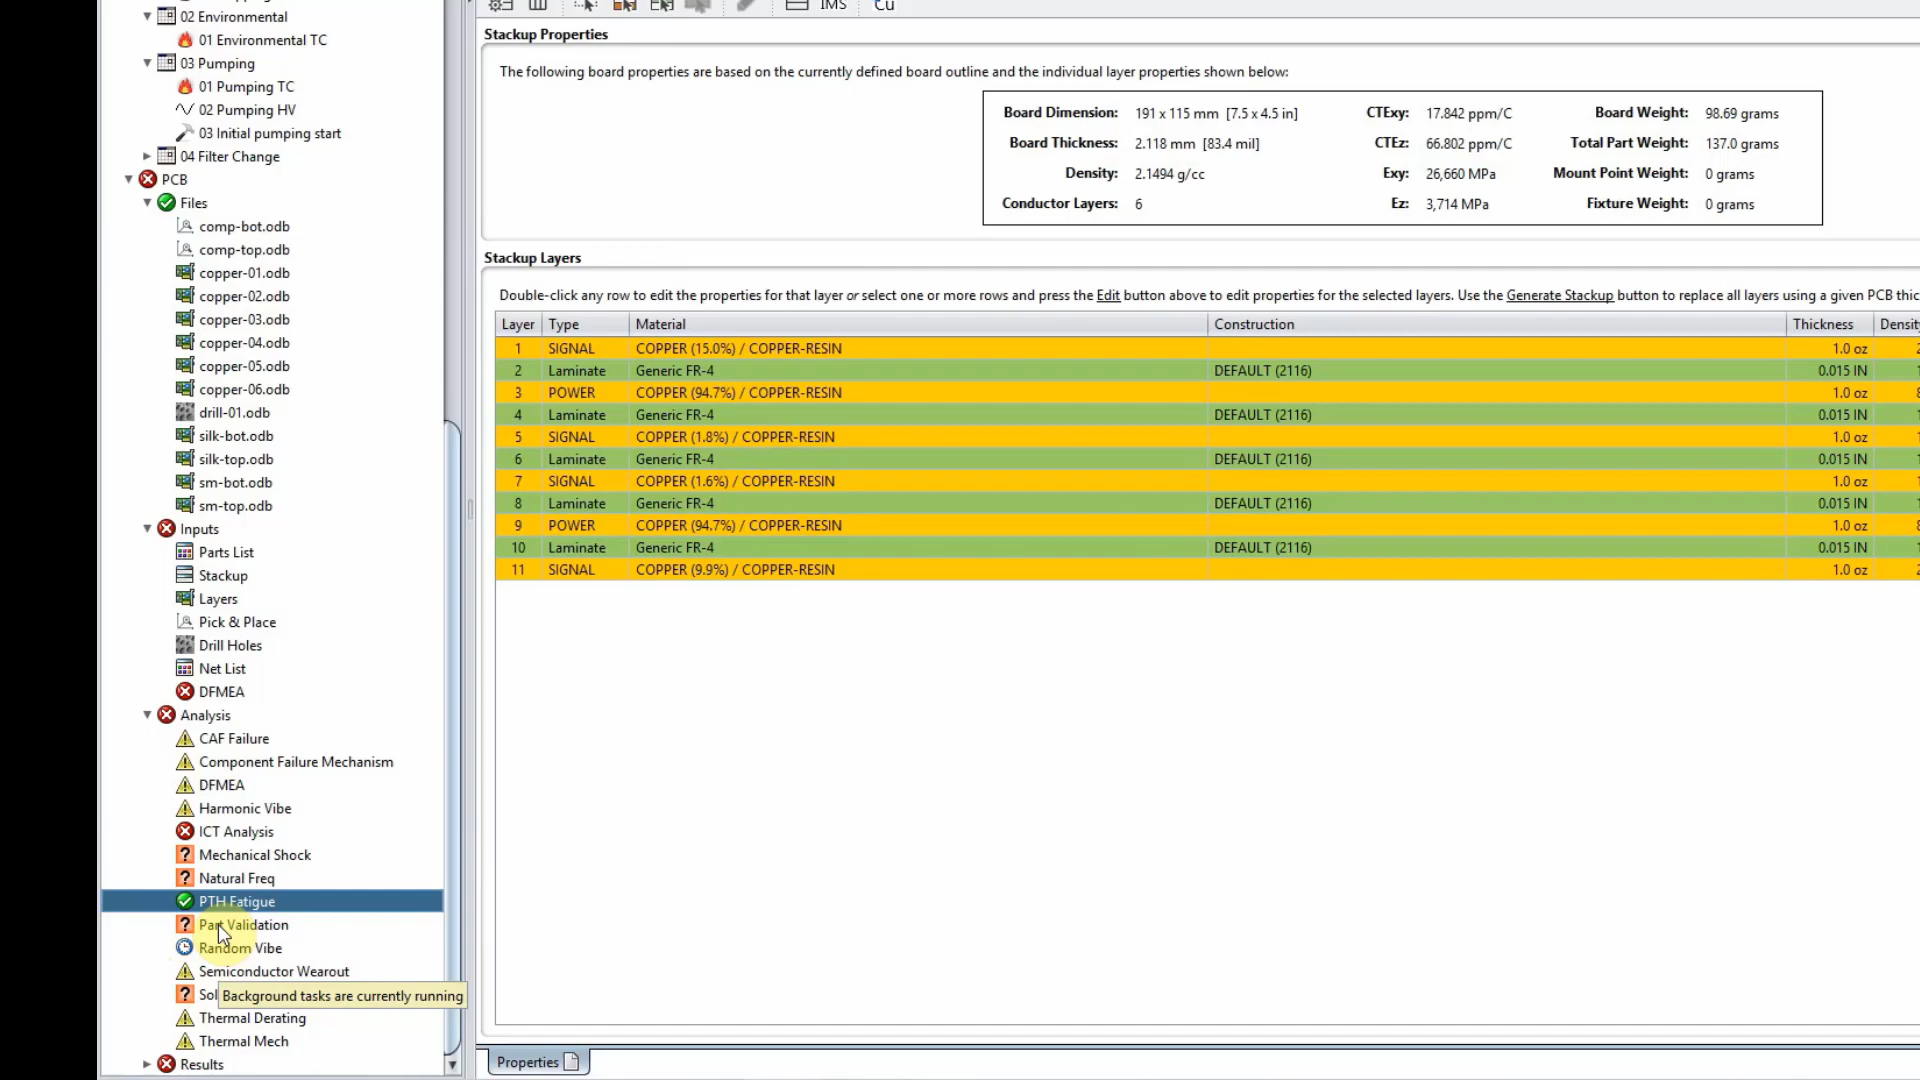 02 Environmental
01 Environmental TC
03 Pumping
01 Pumping TC
02 Pumping HV
03 Initial pumping start
04 Filter Change
PCB
Files
comp-bot.odb
comp-top.odb
copper-01.odb
copper-02.odb
copper-03.odb
copper-04.odb
copper-05.odb
copper-06.odb
drill-01.odb
silk-bot.odb
silk-top.odb
sm-bot.odb
sm-top.odb
Inputs
Parts List
Stackup
Layers
Pick & Place
Drill Holes
Net List
DFMEA
Analysis
CAF Failure
Component Failure Mechanism
DFMEA
Harmonic Vibe
ICT Analysis
Mechanical Shock
Natural Freq
PTH Fatigue
Part Validation
Random Vibe
Semiconductor Wearout
Sol
Background tasks are currently running
Thermal Derating
Thermal Mech
Results
IMS Cu
Stackup Properties
The following board properties are based on the currently defined board outline and the individual layer properties shown below:
Board Dimension: 191 x 115 mm [7.5 x 4.5 in] CTExy: 17.842 ppm/C Board Weight: 98.69 grams
Board Thickness: 2.118 mm [83.4 mil] CTEz: 66.802 ppm/C Total Part Weight: 137.0 grams
Density: 2.1494 g/cc Exy: 26,660 MPa Mount Point Weight: 0 grams
Conductor Layers: 6 Ez: 3,714 MPa Fixture Weight: 0 grams
Stackup Layers
Double-click any row to edit the properties for that layer or select one or more rows and press the Edit button above to edit properties for the selected layers. Use the Generate Stackup button to replace all layers using a given PCB thic
Layer Type Material Construction Thickness Density
1 SIGNAL COPPER (15.0%) / COPPER-RESIN 1.0 oz 2
2 Laminate Generic FR-4 DEFAULT (2116) 0.015 IN 1
3 POWER COPPER (94.7%) / COPPER-RESIN 1.0 oz 8
4 Laminate Generic FR-4 DEFAULT (2116) 0.015 IN 1
5 SIGNAL COPPER (1.8%) / COPPER-RESIN 1.0 oz 1
6 Laminate Generic FR-4 DEFAULT (2116) 0.015 IN 1
7 SIGNAL COPPER (1.6%) / COPPER-RESIN 1.0 oz 1
8 Laminate Generic FR-4 DEFAULT (2116) 0.015 IN 1
9 POWER COPPER (94.7%) / COPPER-RESIN 1.0 oz 8
10 Laminate Generic FR-4 DEFAULT (2116) 0.015 IN 1
11 SIGNAL COPPER (9.9%) / COPPER-RESIN 1.0 oz 2
Properties